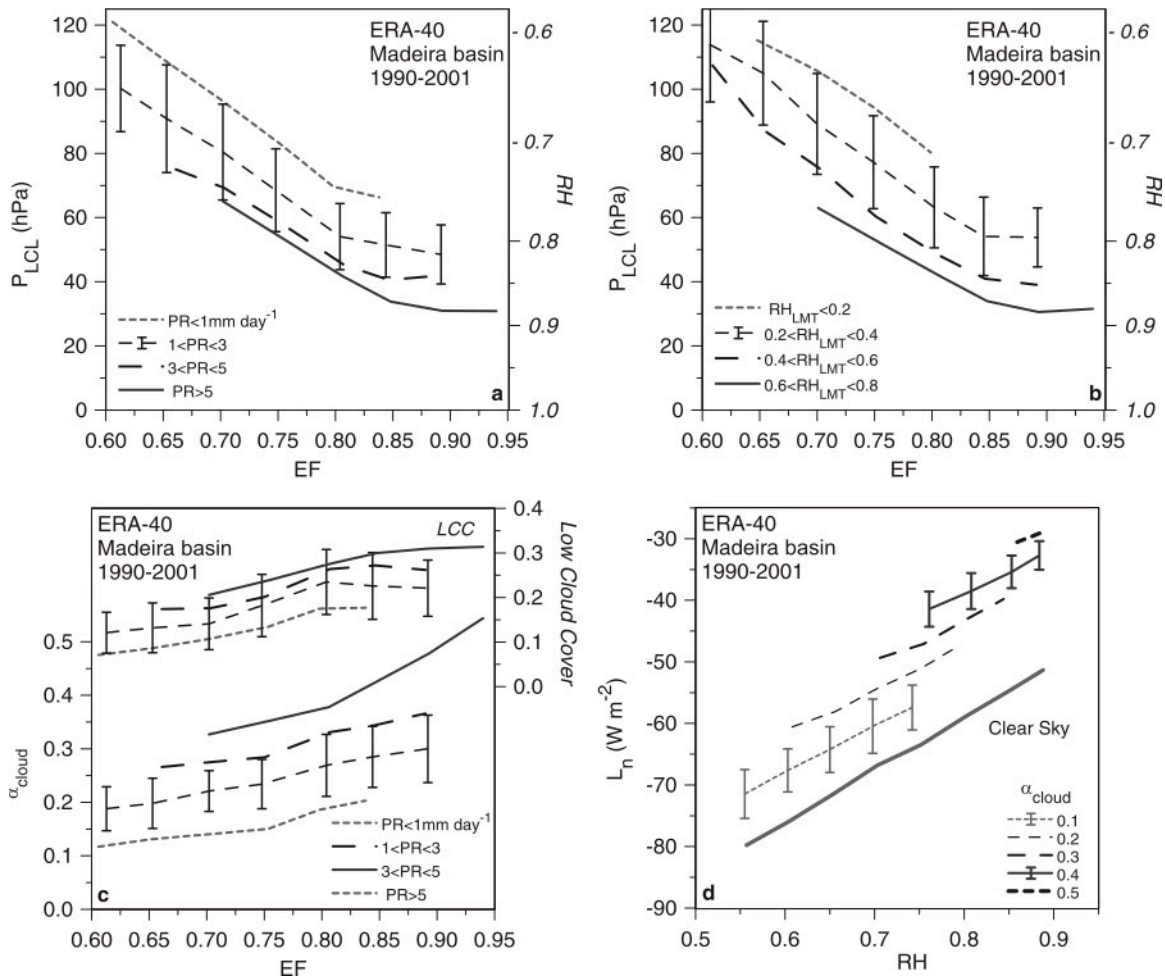 120
100
80
60
40
20
0
P_LCL (hPa)
ERA-40
Madeira basin
1990-2001
0.6
0.7
0.8
0.9
1.0
RH
PR<1mm day⁻¹
1<PR<3
3<PR<5
PR>5
a
0.60 0.65 0.70 0.75 0.80 0.85 0.90 0.95
EF
120
100
80
60
40
20
0
P_LCL (hPa)
ERA-40
Madeira basin
1990-2001
0.6
0.7
0.8
0.9
1.0
RH
RH_LMT<0.2
0.2<RH_LMT<0.4
0.4<RH_LMT<0.6
0.6<RH_LMT<0.8
b
0.60 0.65 0.70 0.75 0.80 0.85 0.90 0.95
EF
ERA-40
Madeira basin
1990-2001
LCC
0.4
0.3
0.2
0.1
0.0
Low Cloud Cover
0.5
0.4
0.3
0.2
0.1
0.0
α_cloud
PR<1mm day⁻¹
1<PR<3
3<PR<5
PR>5
c
0.60 0.65 0.70 0.75 0.80 0.85 0.90 0.95
EF
ERA-40
Madeira basin
1990-2001
-30
-40
-50
-60
-70
-80
-90
L_n (W m⁻²)
Clear Sky
α_cloud
0.1
0.2
0.3
0.4
0.5
d
0.5 0.6 0.7 0.8 0.9
RH